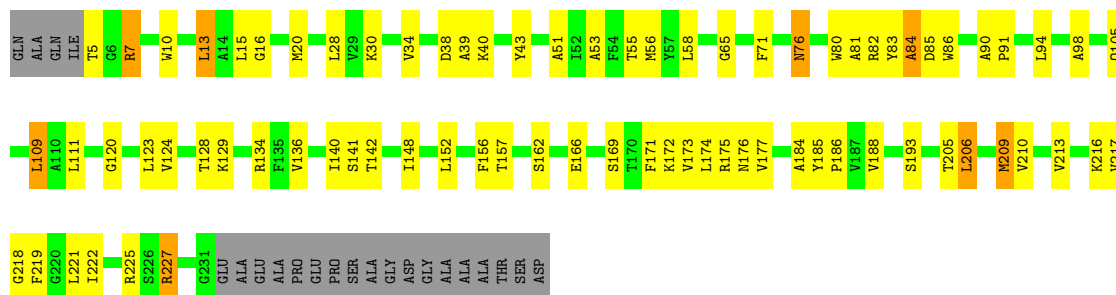 GLN ALA GLN ILE T5 G6 R7 W10 L13 A14 L15 G16 M20 L28 V29 K30 V34 D38 A39 K40 Y43 A51 I52 A53 F54 T55 M56 Y57 L58 G65 F71 N76 W80 A81 R82 Y83 A84 D85 W86 A90 P91 L94 A98
L109 A110 L111 G120 L123 V124 T128 K129 R134 F135 V136 I140 S141 T142 I148 L152 F156 T157 S162 E166 S169 T170 F171 K172 V173 L174 R175 N176 V177 A184 Y185 P186 V187 V188 S193 T205 L206 M209 V210 V213 K216
G218 F219 G220 L221 I222 R225 S226 R227 G231 GLU ALA GLU ALA PRO GLU PRO SER ALA GLY ASP GLY ALA ALA ALA THR SER ASP